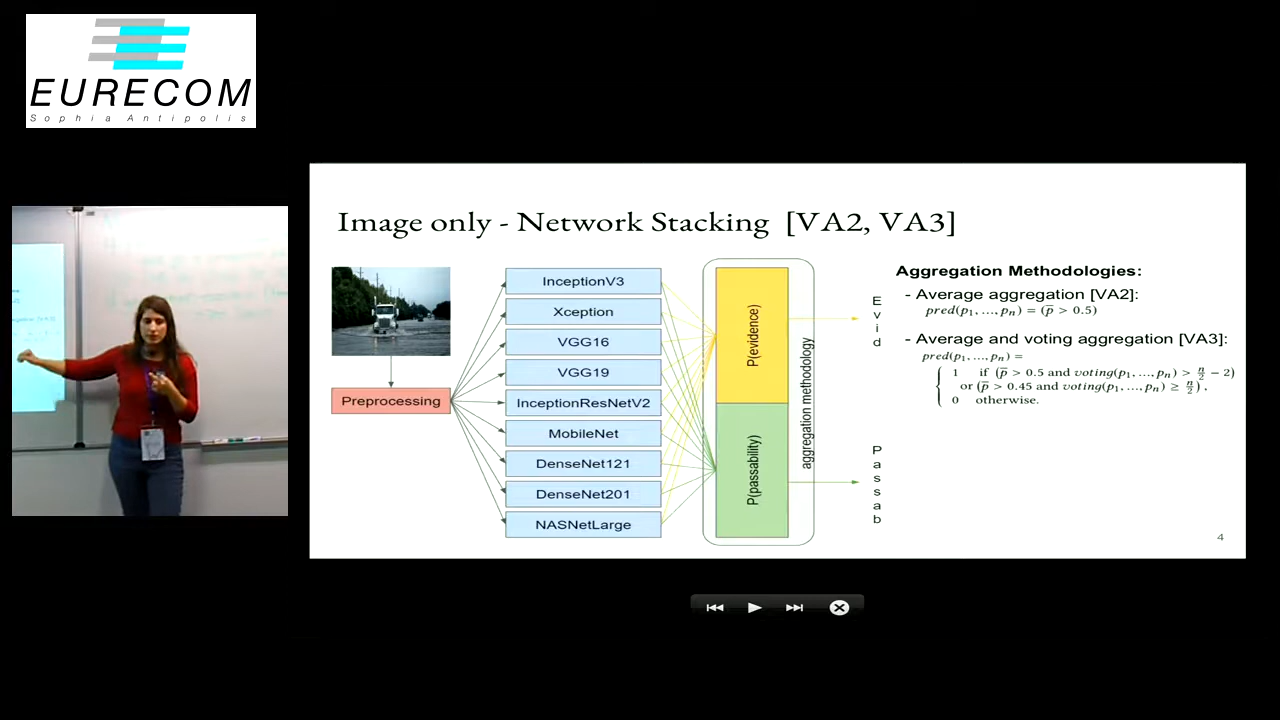 EURECOM
Sophia Antipolis
Image only - Network Stacking [VA2, VA3]
Preprocessing
InceptionV3
Xception
VGG16
VGG19
InceptionResNetV2
MobileNet
DenseNet121
DenseNet201
NASNetLarge
P(evidence)
P(passability)
aggregation methodology
Evid
Passab
Aggregation Methodologies:
- Average aggregation [VA2]:
pred(p₁, …, pₙ) = (p̅ > 0.5)
- Average and voting aggregation [VA3]:
pred(p₁, …, pₙ) =
{ 1 if (p̅ > 0.5 and voting(p₁, …, pₙ) > n/2 − 2)
or (p̅ > 0.45 and voting(p₁, …, pₙ) ≥ n/2) ,
0 otherwise.
4